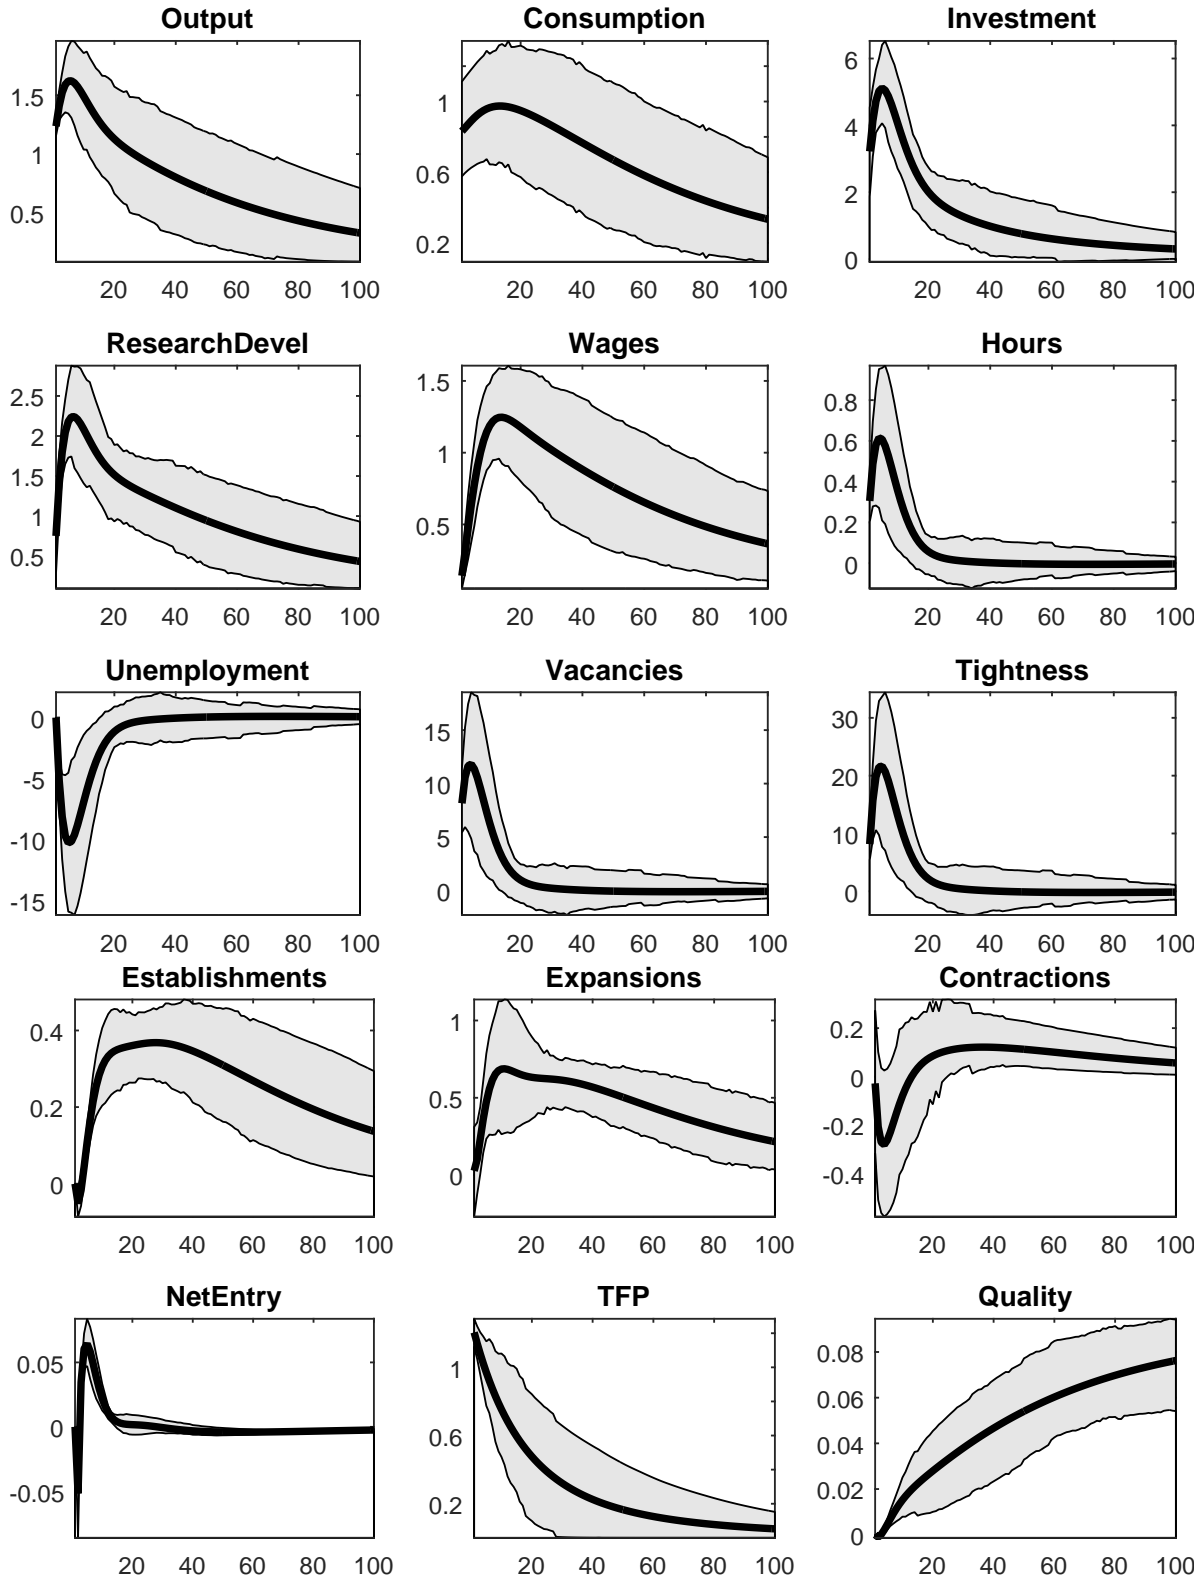 Output Consumption Investment
1.5 1 0.5
1 0.6 0.2
6 4 2 0
20 40 60 80 100 20 40 60 80 100 20 40 60 80 100
ResearchDevel Wages Hours
2.5 2 1.5 1 0.5
1.5 1 0.5
0.8 0.6 0.4 0.2 0
20 40 60 80 100 20 40 60 80 100 20 40 60 80 100
Unemployment Vacancies Tightness
0 -5 -10 -15
15 10 5 0
30 20 10 0
20 40 60 80 100 20 40 60 80 100 20 40 60 80 100
Establishments Expansions Contractions
0.4 0.2 0
1 0.5 0
0.2 0 -0.2 -0.4
20 40 60 80 100 20 40 60 80 100 20 40 60 80 100
NetEntry TFP Quality
0.05 0 -0.05
1 0.6 0.2
0.08 0.06 0.04 0.02 0
20 40 60 80 100 20 40 60 80 100 20 40 60 80 100